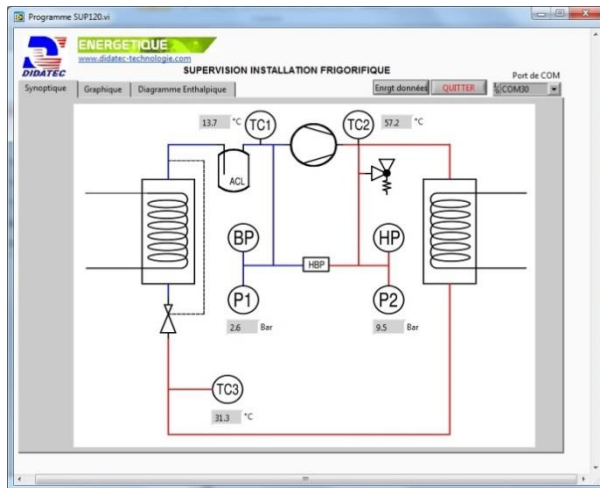 Programme SUP120.vi
ENERGETIQUE
www.didatec-technologie.com
DIDATEC
SUPERVISION INSTALLATION FRIGORIFIQUE
Port de COM
Synoptique Graphique Diagramme Enthalpique Enrgt données QUITTER COM30
13.7 °C TC1 TC2 57.2 °C
ACL
BP HP
HBP
P1 P2
2.6 Bar 9.5 Bar
TC3
31.3 °C